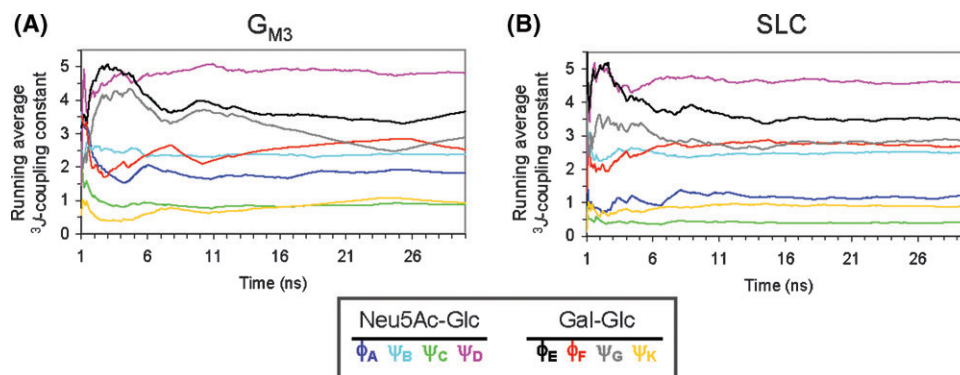 (A) G_M3
Running average
³J-coupling constant
5
4
3
2
1
0
1 6 11 16 21 26
Time (ns)
(B) SLC
Running average
³J-coupling constant
5
4
3
2
1
0
1 6 11 16 21 26
Time (ns)
Neu5Ac-Glc Gal-Glc
ϕA ψB ψC ψD ϕE ϕF ψG ψK